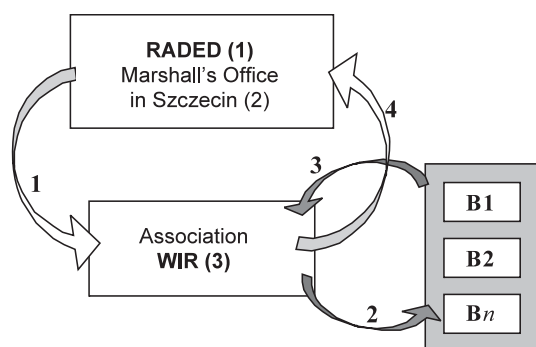 RADED (1)
Marshall's Office
in Szczecin (2)
4
1
3
B1
Association
WIR (3)
B2
2
Bn